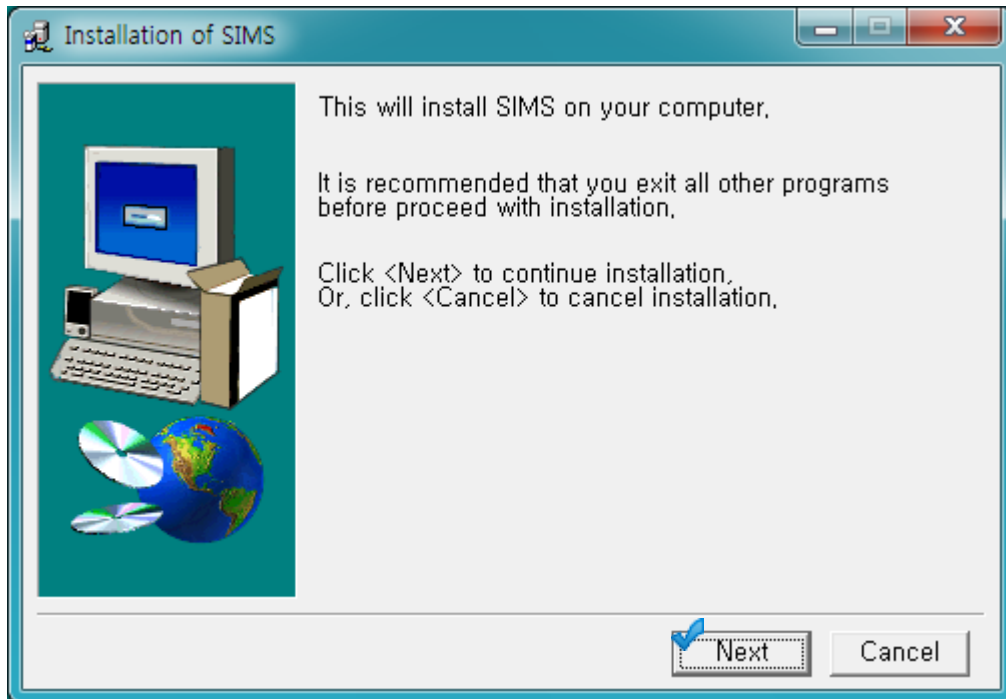 Installation of SIMS
This will install SIMS on your computer.
It is recommended that you exit all other programs
before proceed with installation.
Click <Next> to continue installation.
Or, click <Cancel> to cancel installation.
Next
Cancel